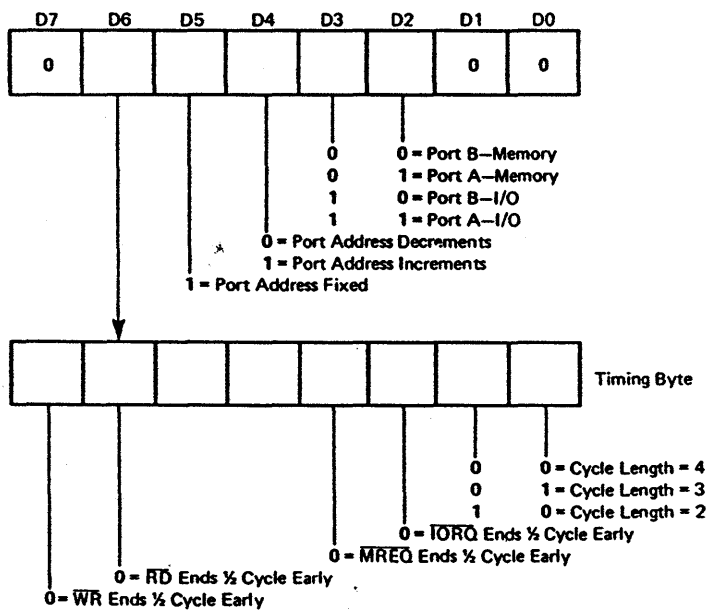 D7 D6 D5 D4 D3 D2 D1 D0
0 0 0
0 0 = Port B—Memory
0 1 = Port A—Memory
1 0 = Port B—I/O
1 1 = Port A—I/O
0 = Port Address Decrements
1 = Port Address Increments
1 = Port Address Fixed
Timing Byte
0 0 = Cycle Length = 4
0 1 = Cycle Length = 3
1 0 = Cycle Length = 2
0 = IORQ Ends ½ Cycle Early
0 = MREQ Ends ½ Cycle Early
0 = RD Ends ½ Cycle Early
0 = WR Ends ½ Cycle Early